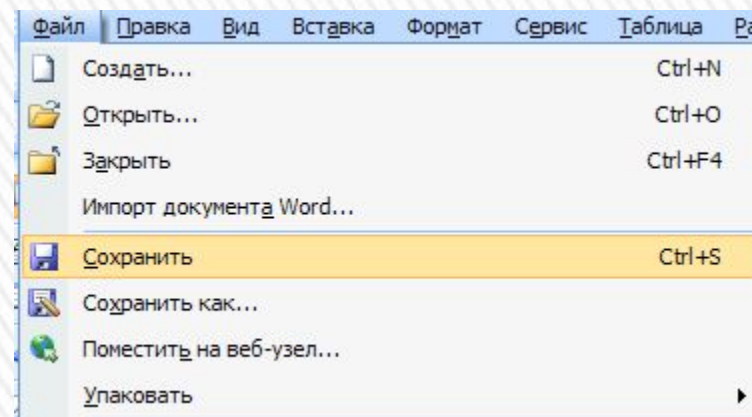 Файл Правка Вид Вставка Формат Сервис Таблица
Создать... Ctrl+N
Открыть... Ctrl+O
Закрыть Ctrl+F4
Импорт документа Word...
Сохранить Ctrl+S
Сохранить как...
Поместить на веб-узел...
Упаковать